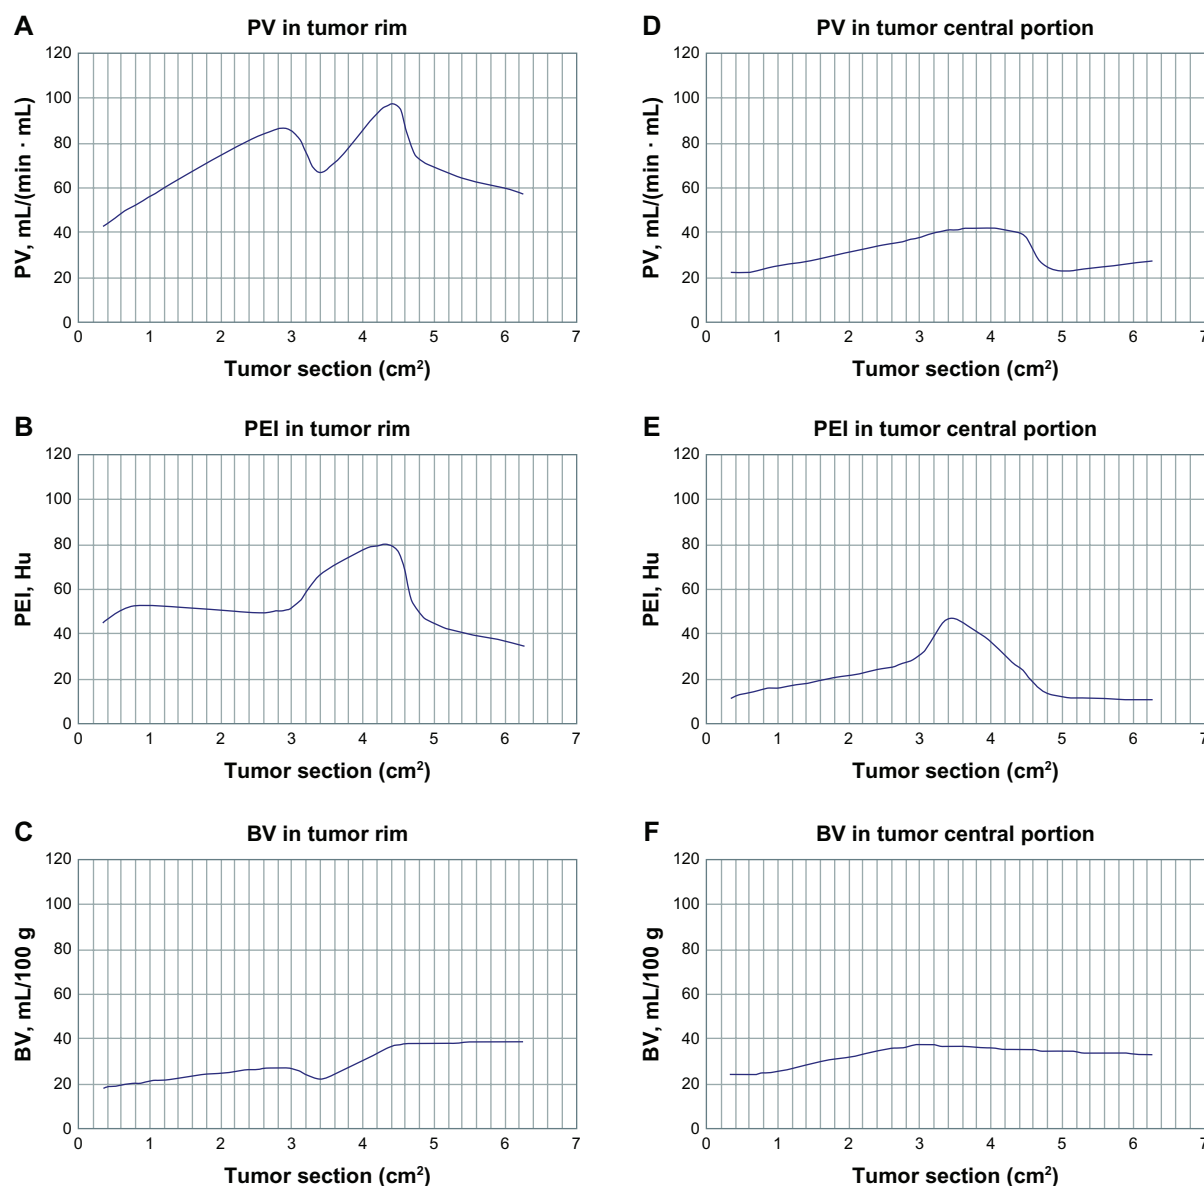 A
PV in tumor rim
PV, mL/(min · mL)
120
100
80
60
40
20
0
0 1 2 3 4 5 6 7
Tumor section (cm²)
D
PV in tumor central portion
PV, mL/(min · mL)
120
100
80
60
40
20
0
0 1 2 3 4 5 6 7
Tumor section (cm²)
B
PEI in tumor rim
PEI, Hu
120
100
80
60
40
20
0
0 1 2 3 4 5 6 7
Tumor section (cm²)
E
PEI in tumor central portion
PEI, Hu
120
100
80
60
40
20
0
0 1 2 3 4 5 6 7
Tumor section (cm²)
C
BV in tumor rim
BV, mL/100 g
120
100
80
60
40
20
0
0 1 2 3 4 5 6 7
Tumor section (cm²)
F
BV in tumor central portion
BV, mL/100 g
120
100
80
60
40
20
0
0 1 2 3 4 5 6 7
Tumor section (cm²)